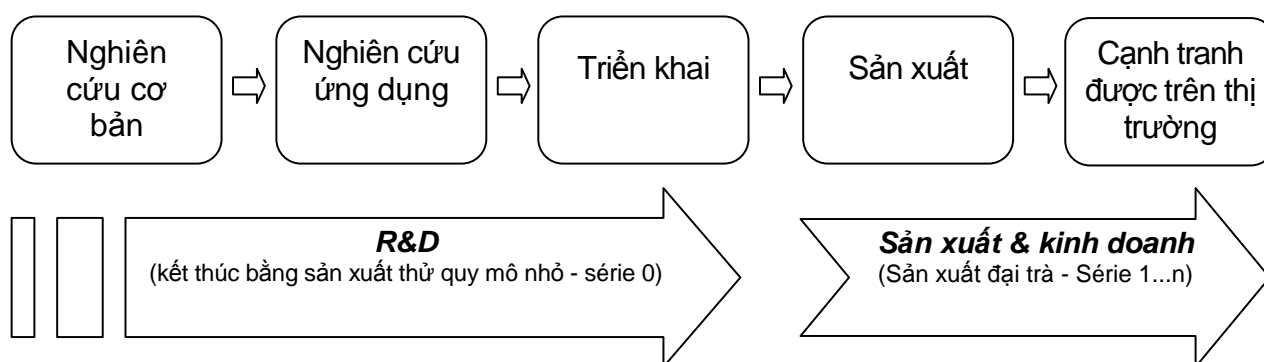 Nghiên
cứu cơ
bản
Nghiên cứu
ứng dụng
Triển khai
Sản xuất
Cạnh tranh
được trên thị
trường
R&D
(kết thúc bằng sản xuất thử quy mô nhỏ - série 0)
Sản xuất & kinh doanh
(Sản xuất đại trà - Série 1...n)